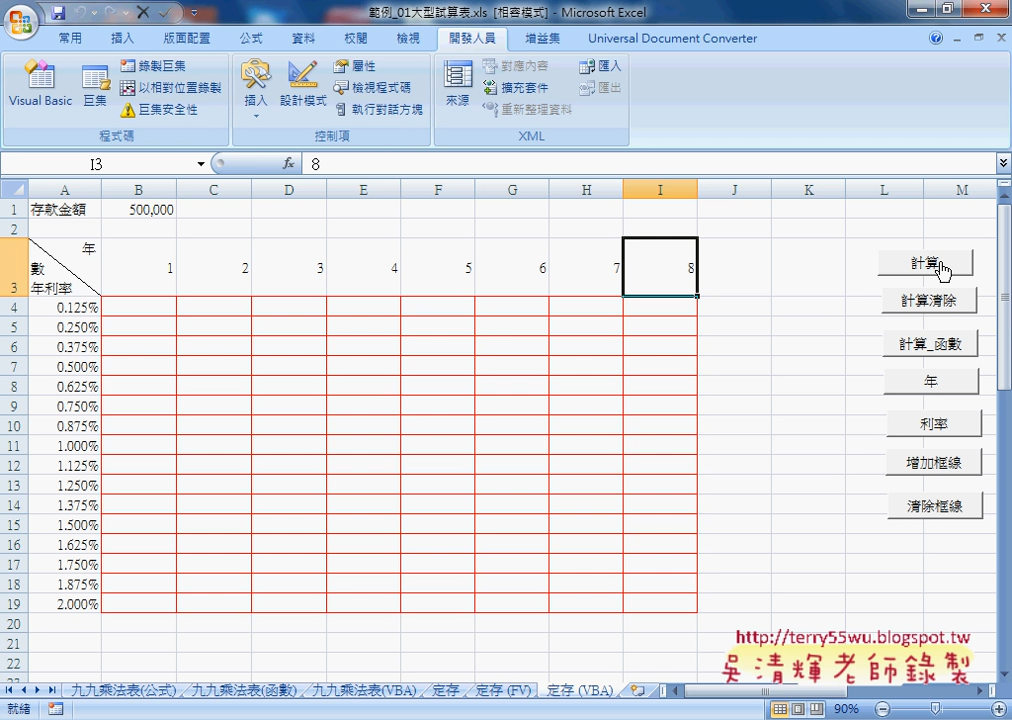 範例_01大型試算表.xls [相容模式] - Microsoft Excel
常用 插入 版面配置 公式 資料 校閱 檢視 開發人員 增益集 Universal Document Converter
Visual Basic 巨集 錄製巨集 以相對位置錄製 巨集安全性 程式碼
插入 設計模式 屬性 檢視程式碼 執行對話方塊 控制項
來源 對應內容 擴充套件 重新整理資料 匯入 匯出 XML
I3 fx 8
A B C D E F G H I J K L M
1 存款金額 500,000
2
年
數
3 年利率 1 2 3 4 5 6 7 8
4 0.125%
5 0.250%
6 0.375%
7 0.500%
8 0.625%
9 0.750%
10 0.875%
11 1.000%
12 1.125%
13 1.250%
14 1.375%
15 1.500%
16 1.625%
17 1.750%
18 1.875%
19 2.000%
20
21
22
計算
計算清除
計算_函數
年
利率
增加框線
清除框線
http://terry55wu.blogspot.tw
吳清輝老師錄製
九九乘法表(公式) 九九乘法表(函數) 九九乘法表(VBA) 定存 定存 (FV) 定存 (VBA)
就緒 90%